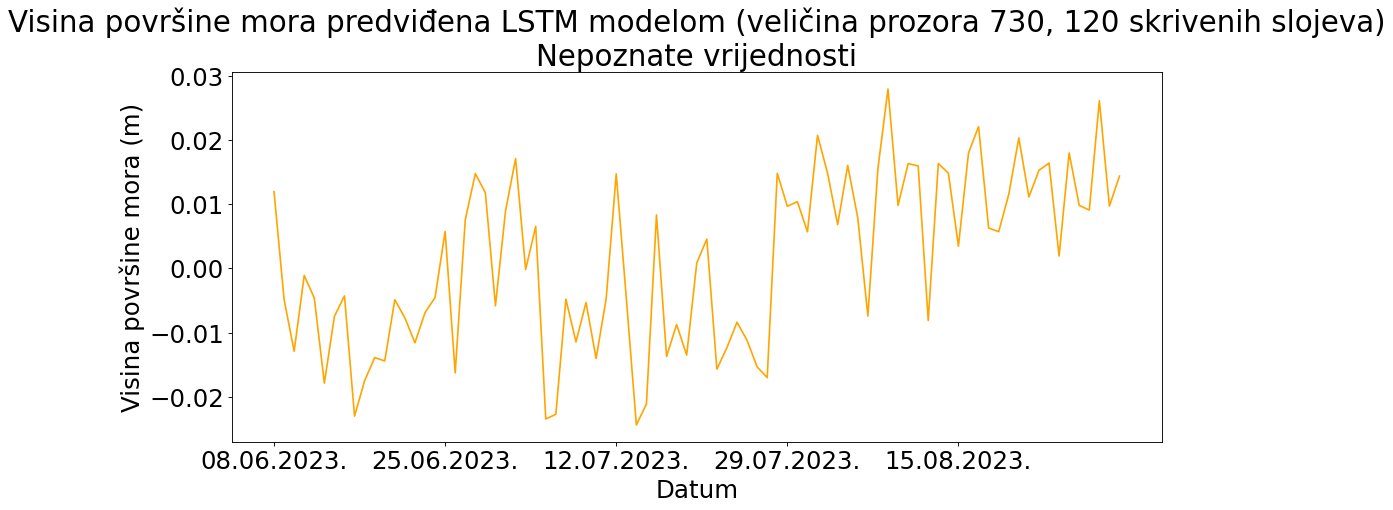 Visina površine mora predviđena LSTM modelom (veličina prozora 730, 120 skrivenih slojeva)
Nepoznate vrijednosti
Visina površine mora (m)
0.03
0.02
0.01
0.00
−0.01
−0.02
08.06.2023. 25.06.2023. 12.07.2023. 29.07.2023. 15.08.2023.
Datum